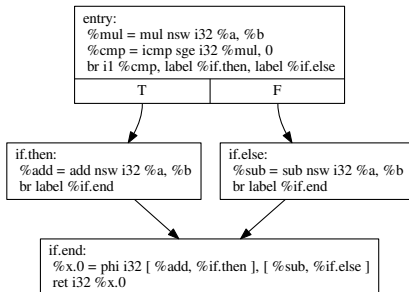 entry:
%mul = mul nsw i32 %a, %b
%cmp = icmp sge i32 %mul, 0
br i1 %cmp, label %if.then, label %if.else
T
F
if.then:
%add = add nsw i32 %a, %b
br label %if.end
if.else:
%sub = sub nsw i32 %a, %b
br label %if.end
if.end:
%x.0 = phi i32 [ %add, %if.then ], [ %sub, %if.else ]
ret i32 %x.0